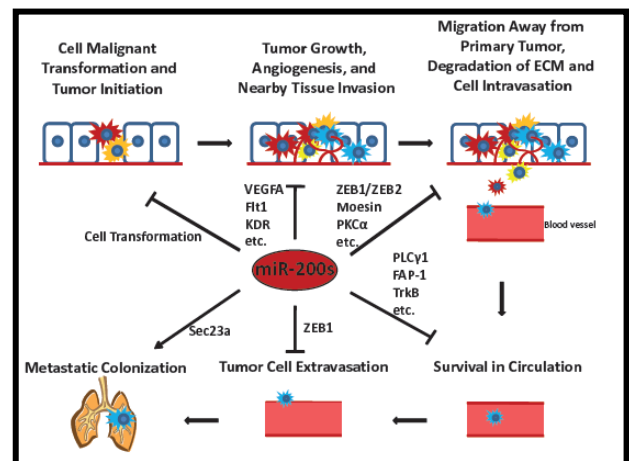 Cell Malignant
Transformation and
Tumor Initiation
Tumor Growth,
Angiogenesis, and
Nearby Tissue Invasion
Migration Away from
Primary Tumor,
Degradation of ECM and
Cell Intravasation
Cell Transformation
VEGFA
Flt1
KDR
etc.
ZEB1/ZEB2
Moesin
PKCα
etc.
Blood vessel
miR-200s
PLCγ1
FAP-1
TrkB
etc.
Sec23a
ZEB1
Metastatic Colonization
Tumor Cell Extravasation
Survival in Circulation